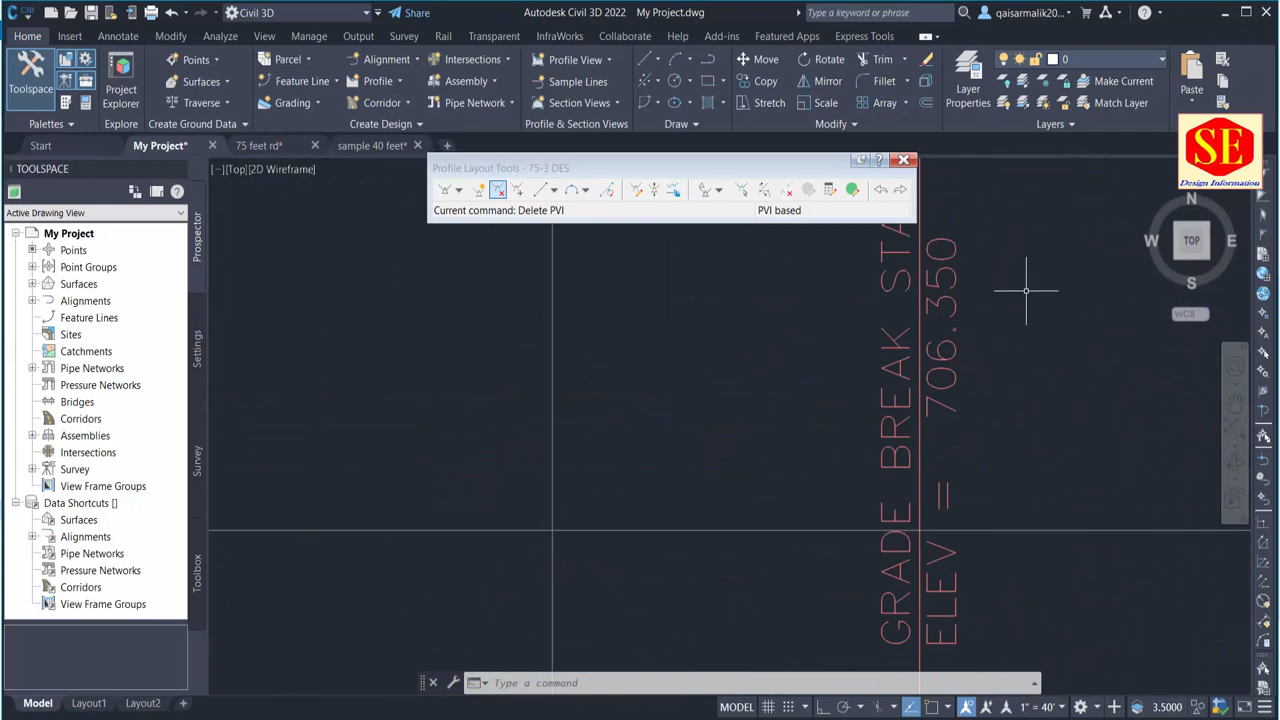 Civil 3D
Share
Autodesk Civil 3D 2022 My Project.dwg
Type a keyword or phrase
qaisarmalik20...
Home Insert Annotate Modify Analyze View Manage Output Survey Rail Transparent InfraWorks Collaborate Help Add-ins Featured Apps Express Tools
Toolspace
Project
Explorer
Points
Surfaces
Traverse
Parcel
Feature Line
Grading
Alignment
Profile
Corridor
Intersections
Assembly
Pipe Network
Profile View
Sample Lines
Section Views
Move
Copy
Stretch
Rotate
Mirror
Scale
Trim
Fillet
Array
Layer
Properties
0
Make Current
Match Layer
Paste
Palettes Explore Create Ground Data Create Design Profile & Section Views Draw Modify Layers
SE
Design Information
Start My Project* 75 feet rd* sample 40 feet*
TOOLSPACE
Active Drawing View
My Project
Points
Point Groups
Surfaces
Alignments
Feature Lines
Sites
Catchments
Pipe Networks
Pressure Networks
Bridges
Corridors
Assemblies
Intersections
Survey
View Frame Groups
Data Shortcuts []
Surfaces
Alignments
Pipe Networks
Pressure Networks
Corridors
View Frame Groups
Prospector
Settings
Survey
Toolbox
[−][Top][2D Wireframe]
Profile Layout Tools - 75-3 DES
Current command: Delete PVI
PVI based
GRADE BREAK STA
ELEV = 706.350
N
W TOP E
S
WCS
Type a command
Model Layout1 Layout2
MODEL
1" = 40'
3.5000